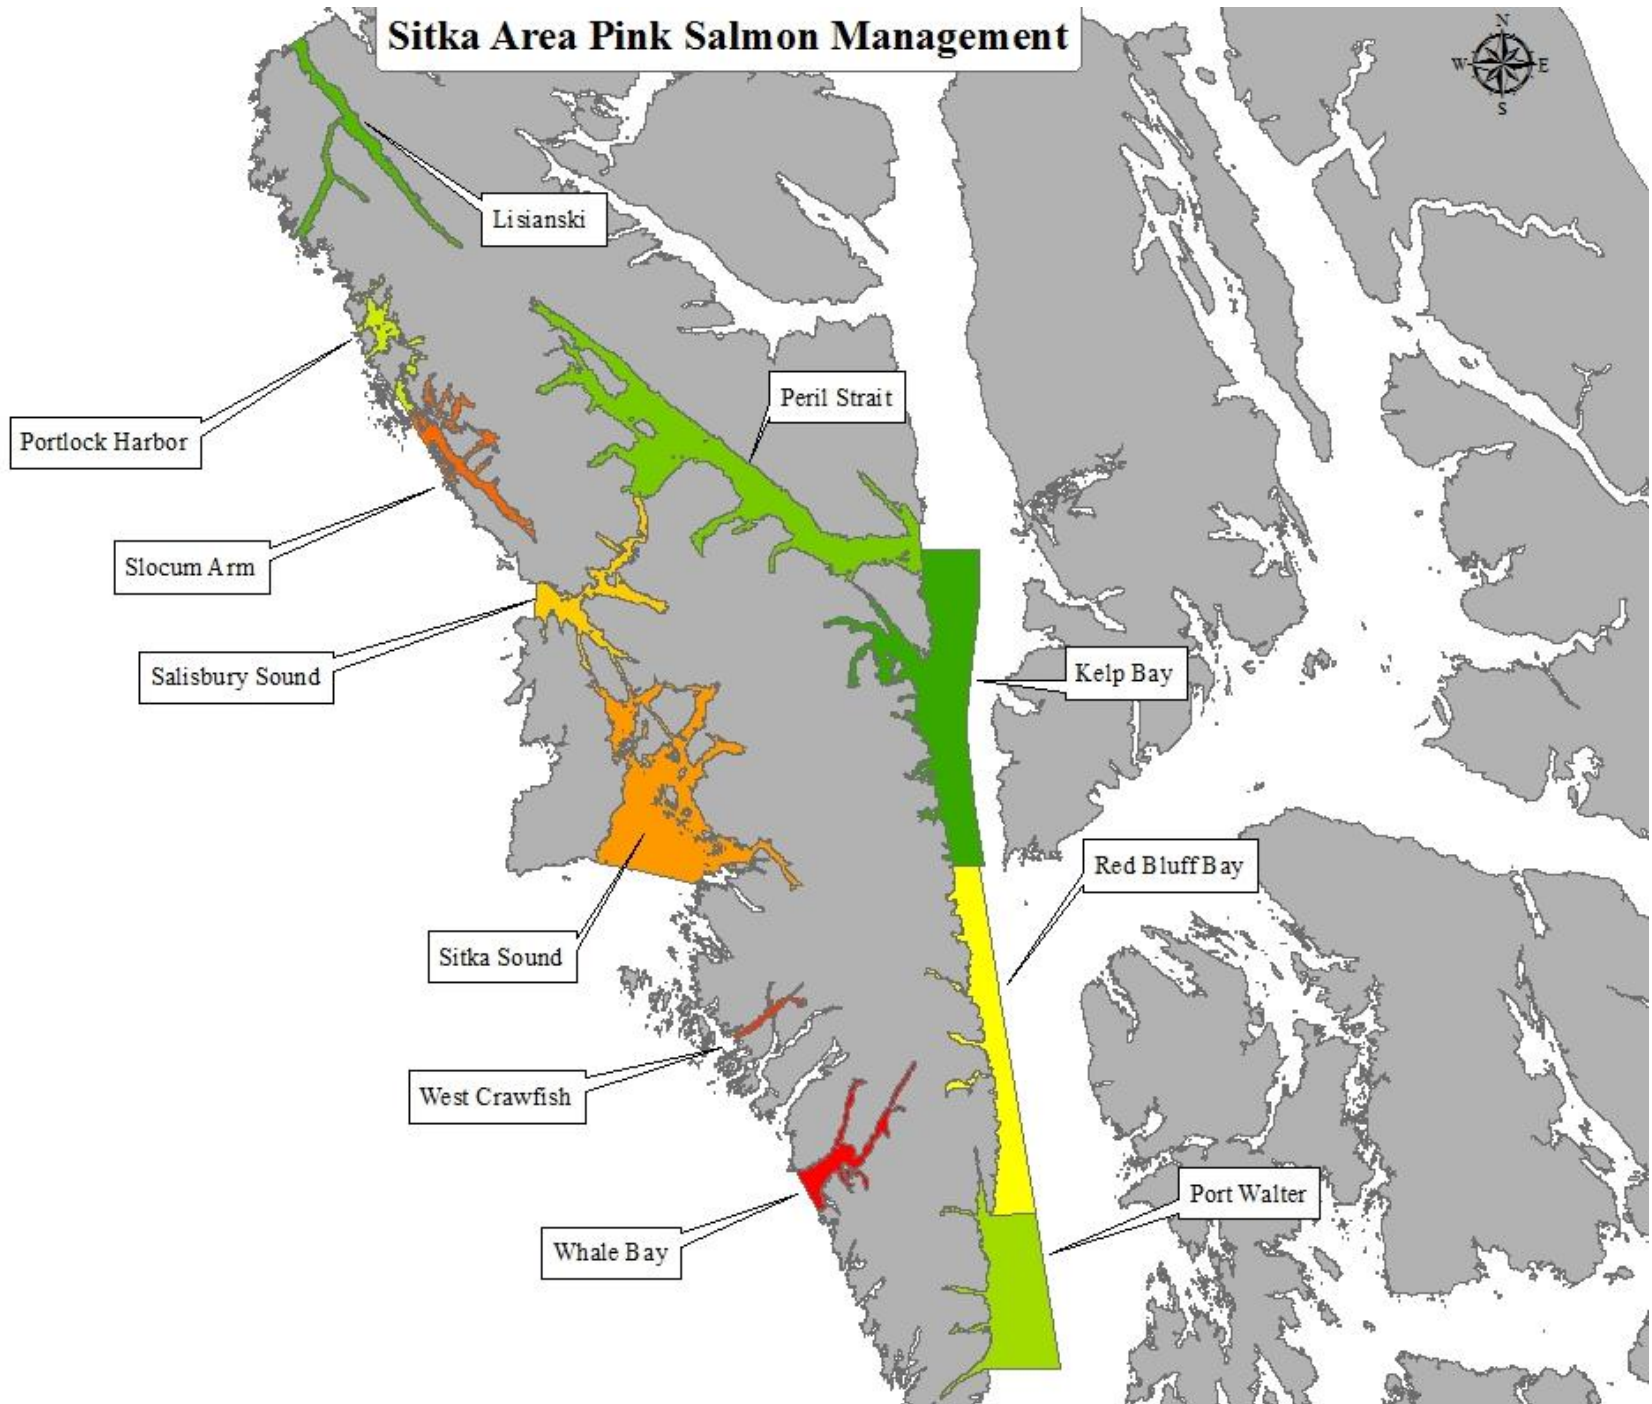 Sitka Area Pink Salmon Management
N
W E
S
Lisianski
Peril Strait
Portlock Harbor
Slocum Arm
Salisbury Sound
Kelp Bay
Red Bluff Bay
Sitka Sound
West Crawfish
Port Walter
Whale Bay